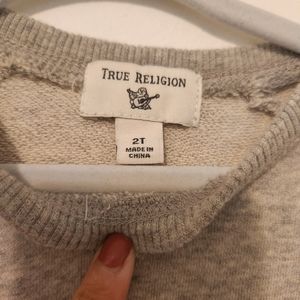 TRUE RELIGION
2T
MADE IN
CHINA